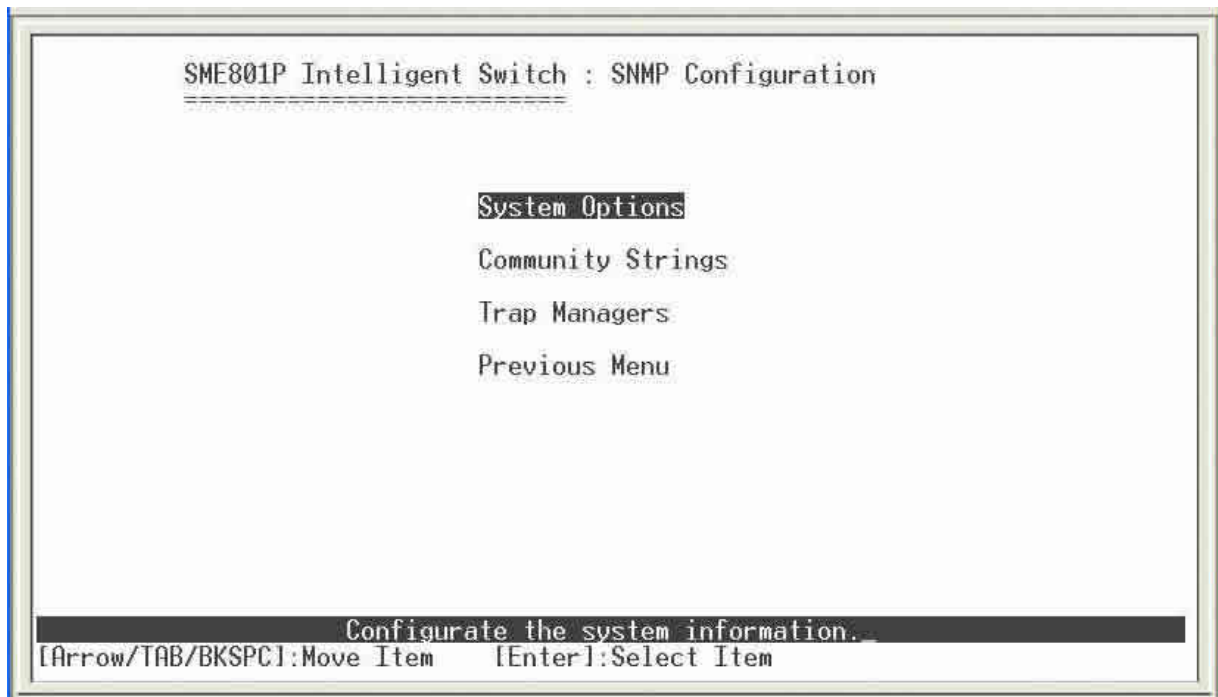 SME801P Intelligent Switch : SNMP Configuration
==========================
System Options
Community Strings
Trap Managers
Previous Menu
Configurate the system information._
[Arrow/TAB/BKSPC]:Move Item    [Enter]:Select Item